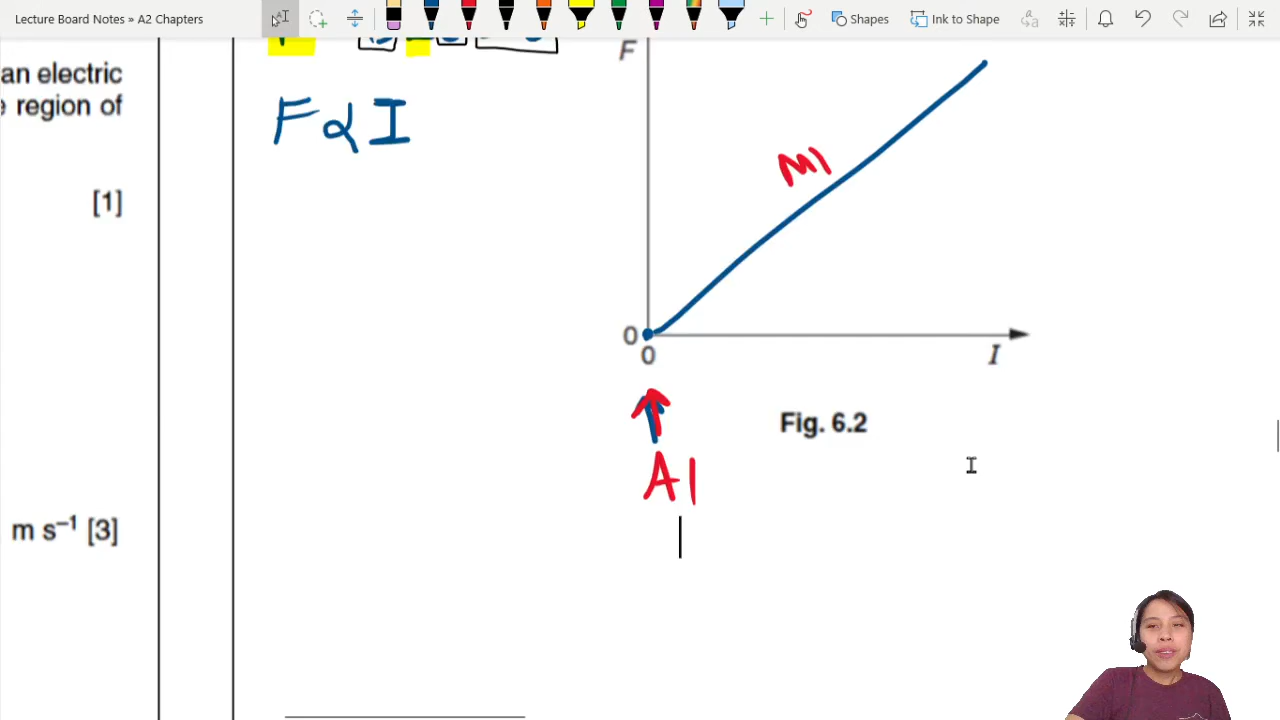 Lecture Board Notes » A2 Chapters
Shapes
Ink to Shape
an electric
region of
[1]
m s⁻¹ [3]
F ∝ I
F
M1
0
0
I
Fig. 6.2
A1